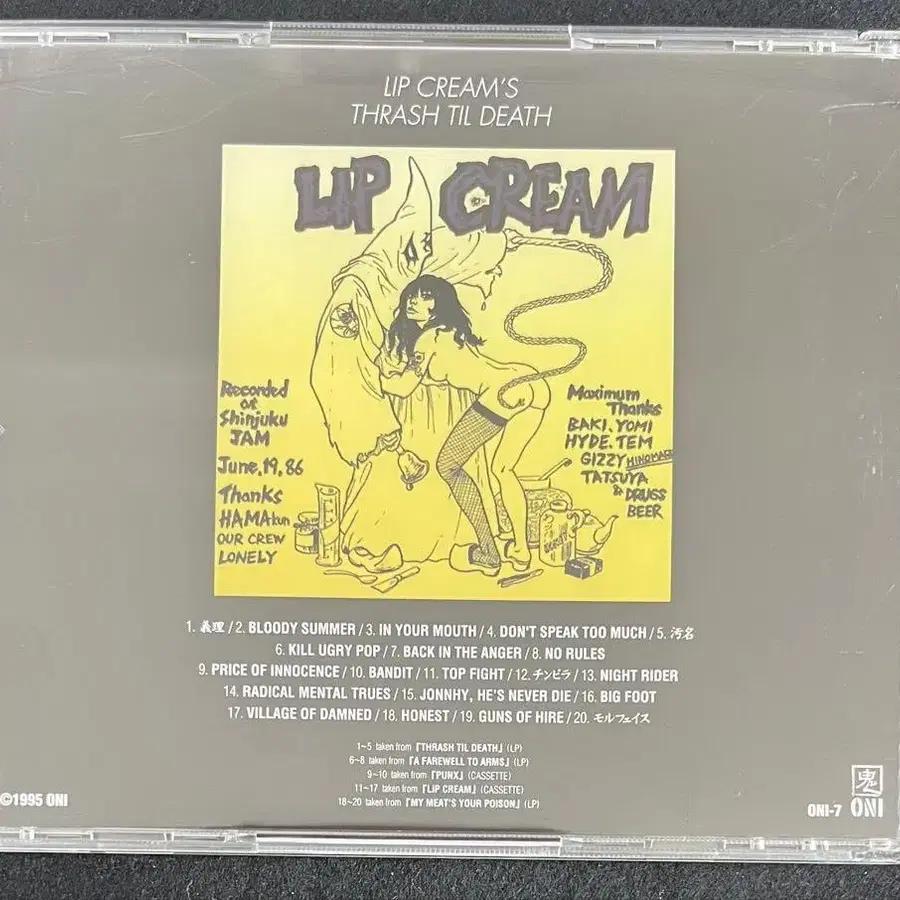 LIP CREAM'S
THRASH TIL DEATH
LIP CREAM
Recorded
at
Shinjuku
JAM
June,19,86
Thanks
HAMAkun
OUR CREW
LONELY
Maximum
Thanks
BAKI.YOMI
HYDE.TEM
GIZZY HINOMARU
TATSUYA
& DRUGS
BEER
1. 義理 / 2. BLOODY SUMMER / 3. IN YOUR MOUTH / 4. DON'T SPEAK TOO MUCH / 5. 汚名
6. KILL UGRY POP / 7. BACK IN THE ANGER / 8. NO RULES
9. PRICE OF INNOCENCE / 10. BANDIT / 11. TOP FIGHT / 12. チンピラ / 13. NIGHT RIDER
14. RADICAL MENTAL TRUES / 15. JONNHY, HE'S NEVER DIE / 16. BIG FOOT
17. VILLAGE OF DAMNED / 18. HONEST / 19. GUNS OF HIRE / 20. モルフェイス
1~5 taken from 「THRASH TIL DEATH」 (LP)
6~8 taken from 「A FAREWELL TO ARMS」 (LP)
9~10 taken from 「PUNX」 (CASSETTE)
11~17 taken from 「LIP CREAM」 (CASSETTE)
18~20 taken from 「MY MEAT'S YOUR POISON」 (LP)
©1995 ONI
鬼
ONI-7 ONI